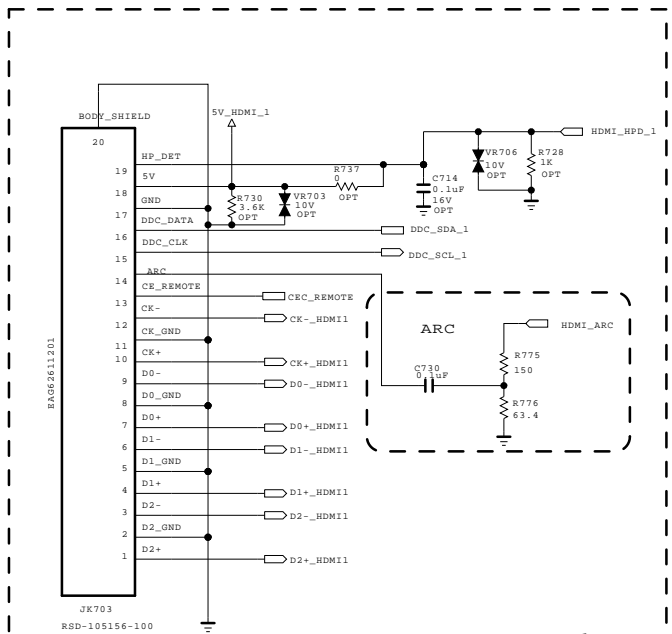 BODY_SHIELD
20
5V_HDMI_1
HDMI_HPD_1
HP_DET
19
R737
0
OPT
VR706
10V
OPT
R728
1K
OPT
5V
18
C714
0.1uF
16V
OPT
R730
3.6K
OPT
VR703
10V
OPT
GND
17
DDC_DATA
16
DDC_SDA_1
DDC_CLK
15
DDC_SCL_1
ARC
14
CE_REMOTE
13
CEC_REMOTE
CK-
12
CK-_HDMI1
CK_GND
11
CK+
10
CK+_HDMI1
D0-
9
D0-_HDMI1
D0_GND
8
D0+
7
D0+_HDMI1
D1-
6
D1-_HDMI1
D1_GND
5
D1+
4
D1+_HDMI1
D2-
3
D2-_HDMI1
D2_GND
2
D2+
1
D2+_HDMI1
ARC
HDMI_ARC
R775
150
C730
0.1uF
R776
63.4
EAG62611201
JK703
RSD-105156-100